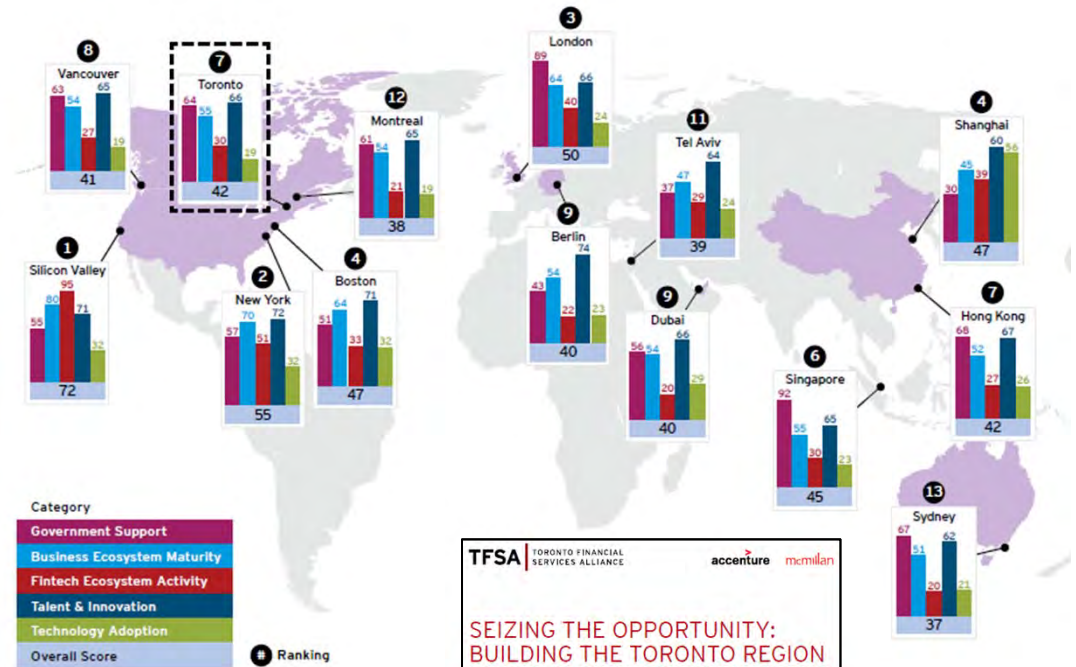 8
Vancouver
63 54 27 65 19
41
7
Toronto
64 55 30 66 19
42
12
Montreal
61 54 21 65 19
38
3
London
89 64 40 66 24
50
11
Tel Aviv
37 47 29 64 24
39
4
Shanghai
30 45 39 60 56
47
1
Silicon Valley
55 80 95 71 32
72
2
New York
57 70 51 72 32
55
4
Boston
51 64 33 71 32
47
9
Berlin
43 54 22 74 23
40
9
Dubai
56 54 20 66 29
40
6
Singapore
92 55 30 65 23
45
7
Hong Kong
68 52 27 67 26
42
13
Sydney
67 51 20 62 21
37
Category
Government Support
Business Ecosystem Maturity
Fintech Ecosystem Activity
Talent & Innovation
Technology Adoption
Overall Score
# Ranking
TFSA TORONTO FINANCIAL
SERVICES ALLIANCE
accenture mcmillan
SEIZING THE OPPORTUNITY:
BUILDING THE TORONTO REGION